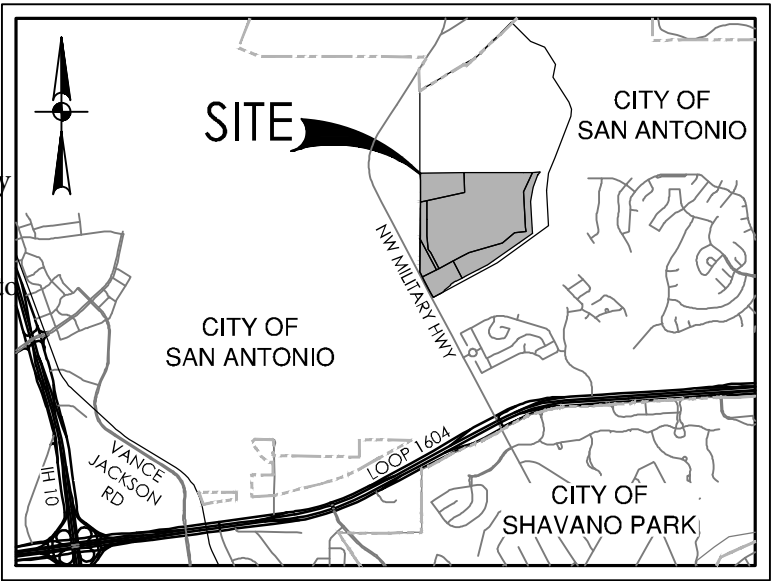 CITY OF
SAN ANTONIO
SITE
y
NW MILITARY HWY
to
CITY OF
SAN ANTONIO
LOOP 1604
VANCE
JACKSON
RD
IH 10
CITY OF
SHAVANO PARK